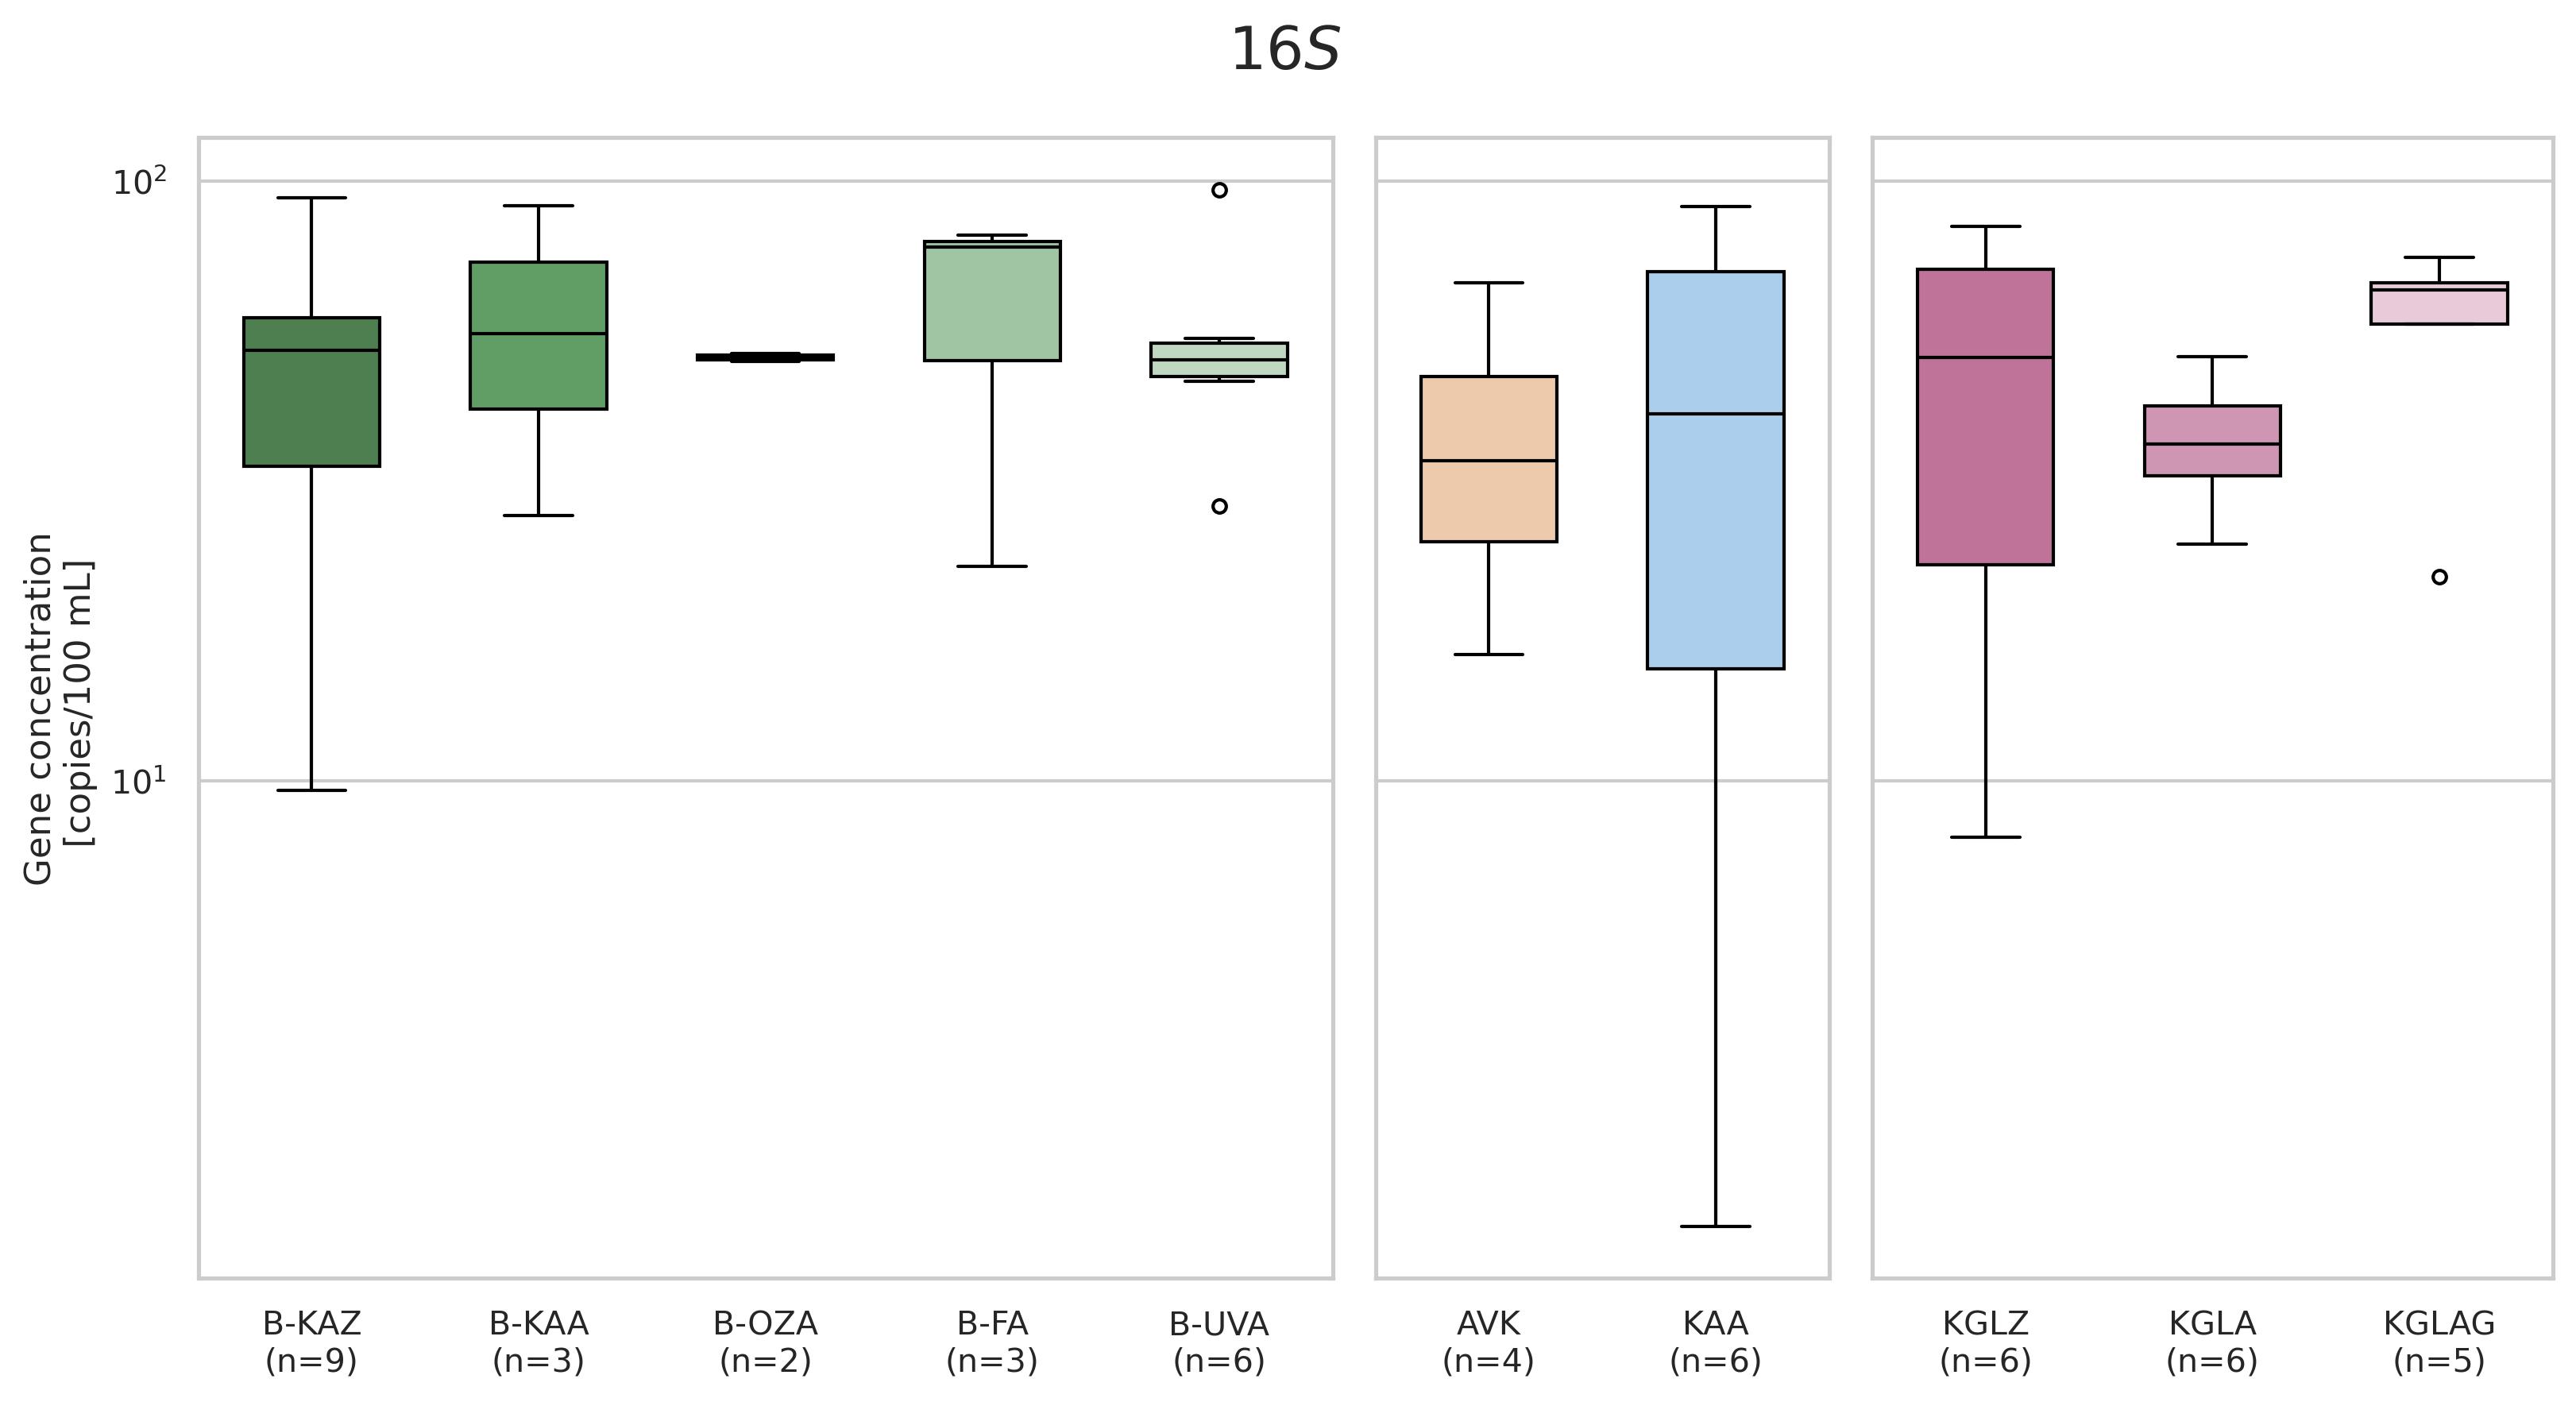 16S
10²
10¹
Gene concentration
[copies/100 mL]
B-KAZ
(n=9)
B-KAA
(n=3)
B-OZA
(n=2)
B-FA
(n=3)
B-UVA
(n=6)
AVK
(n=4)
KAA
(n=6)
KGLZ
(n=6)
KGLA
(n=6)
KGLAG
(n=5)